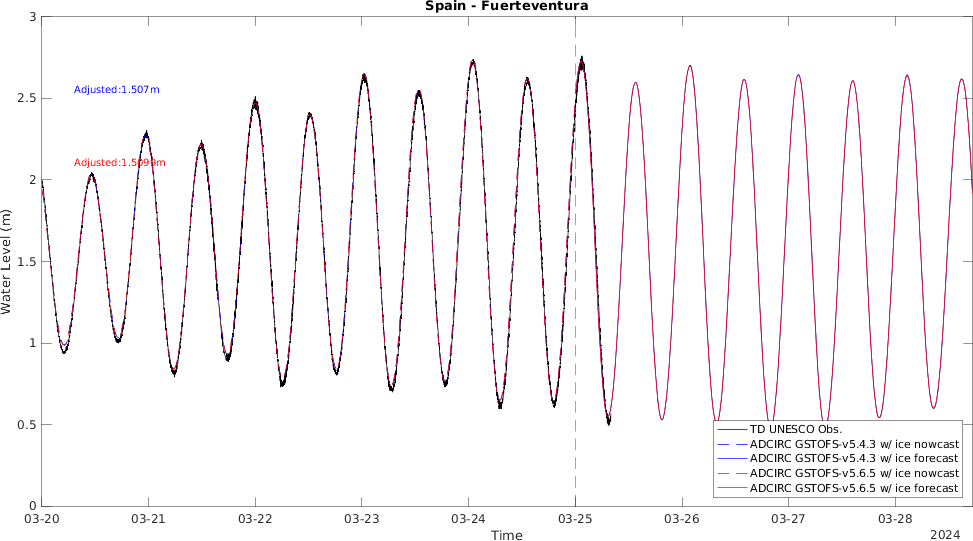 Spain - Fuerteventura
3
2.5
2
1.5
1
0.5
0
Water Level (m)
Adjusted:1.507m
Adjusted:1.5099m
TD UNESCO Obs.
ADCIRC GSTOFS-v5.4.3 w/ ice nowcast
ADCIRC GSTOFS-v5.4.3 w/ ice forecast
ADCIRC GSTOFS-v5.6.5 w/ ice nowcast
ADCIRC GSTOFS-v5.6.5 w/ ice forecast
03-20 03-21 03-22 03-23 03-24 03-25 03-26 03-27 03-28
Time
2024